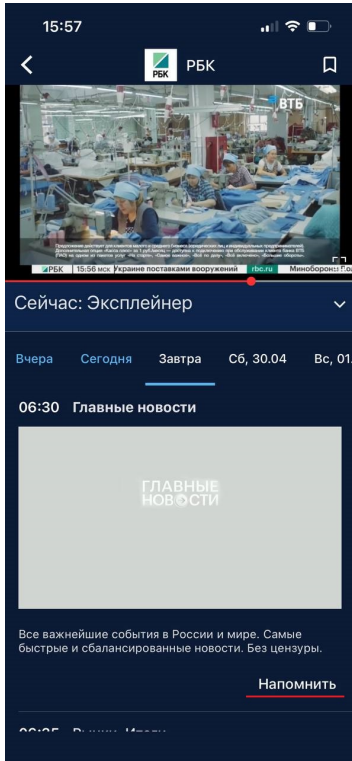 15:57
РБК
РБК
ВТБ
РБК 15:56 мск Украине поставками вооружений rbc.ru Минобороны
Сейчас: Эксплейнер
Вчера Сегодня Завтра Сб, 30.04 Вс, 01.
06:30 Главные новости
ГЛАВНЫЕ
НОВОСТИ
Все важнейшие события в России и мире. Самые
быстрые и сбалансированные новости. Без цензуры.
Напомнить